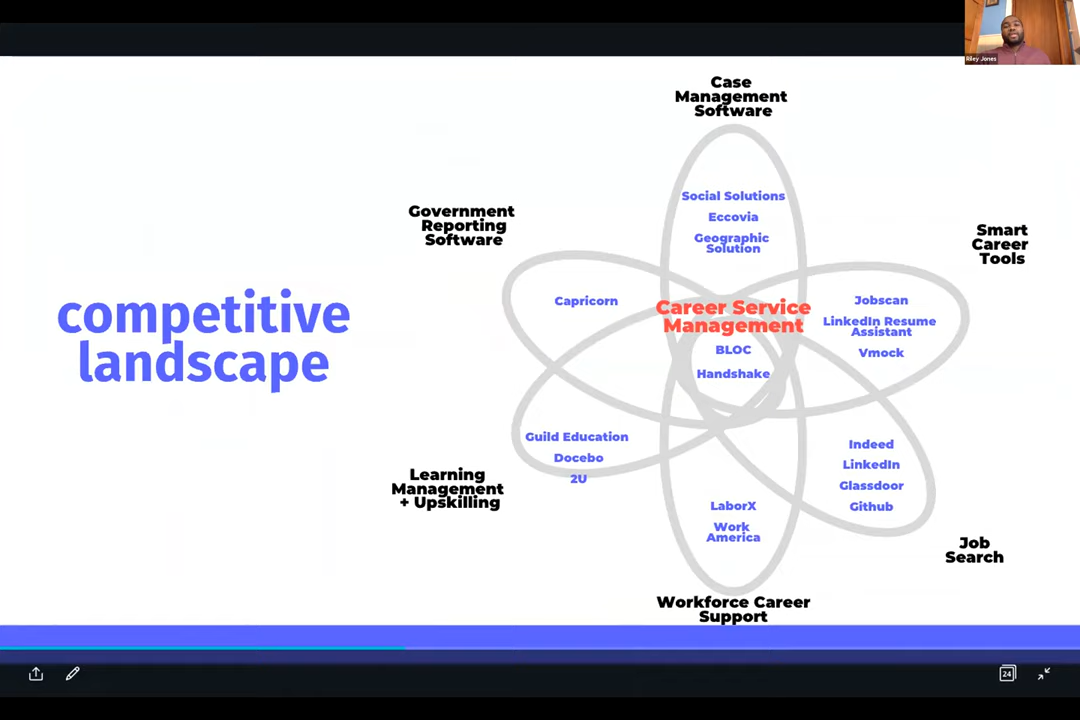 Riley Jones
competitive
landscape
Case
Management
Software
Social Solutions
Eccovia
Geographic
Solution
Government
Reporting
Software
Capricorn
Smart
Career
Tools
Jobscan
LinkedIn Resume
Assistant
Vmock
Career Service
Management
BLOC
Handshake
Guild Education
Docebo
2U
Learning
Management
+ Upskilling
Indeed
LinkedIn
Glassdoor
Github
Job
Search
LaborX
Work
America
Workforce Career
Support
24